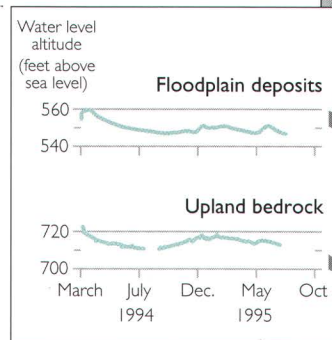 Water level
altitude
(feet above
sea level)
Floodplain deposits
560
540
Upland bedrock
720
700
March July Dec. May Oct
1994 1995